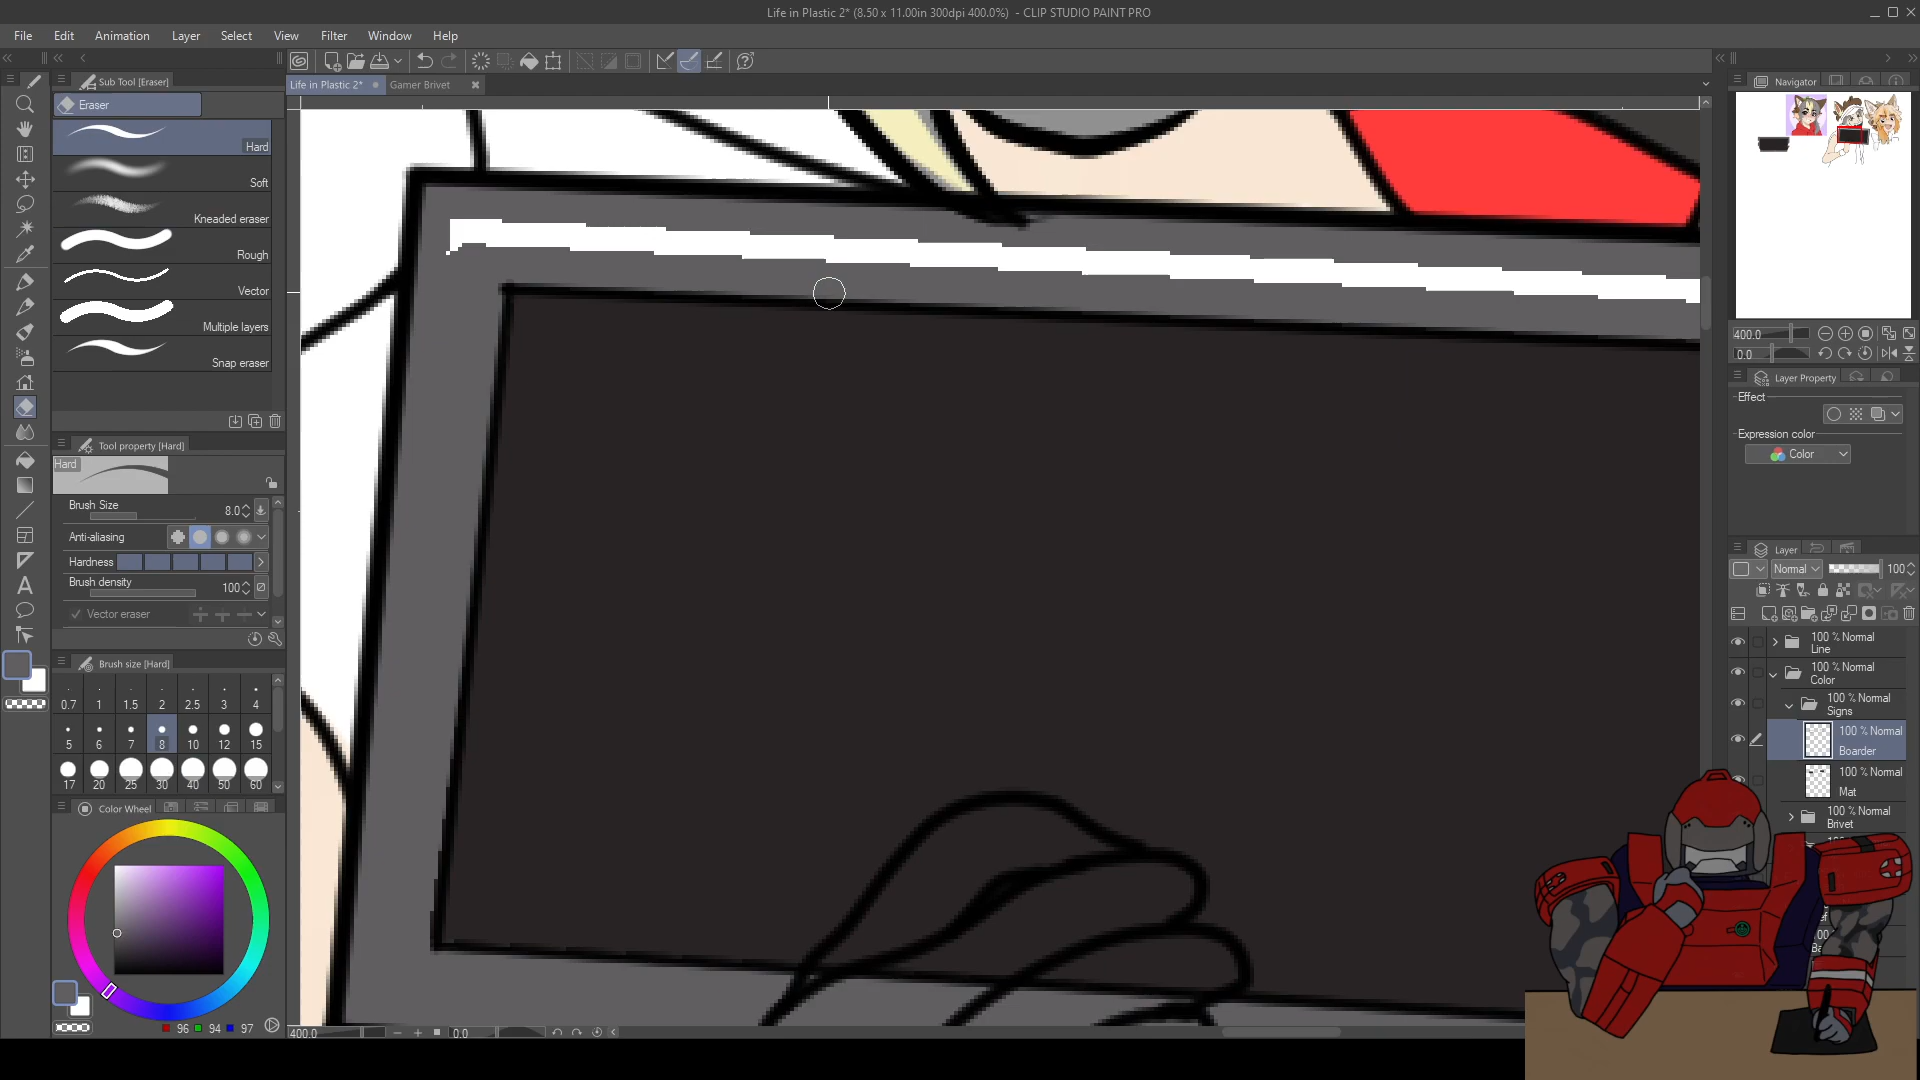 Life in Plastic 2* (8.50 x 11.00in 300dpi 400.0%) - CLIP STUDIO PAINT PRO
File Edit Animation Layer Select View Filter Window Help
Sub Tool [Eraser]
Life in Plastic 2*
Gamer Brivet
Navigator
Eraser
Hard
Soft
Kneaded eraser
Rough
Vector
Multiple layers
Snap eraser
400.0
0.0
Layer Property
Effect
Expression color
Color
Tool property [Hard]
Hard
Brush Size 8.0
Anti-aliasing
Hardness
Brush density 100
Vector eraser
Layer
Normal 100
100 % Normal
Line
100 % Normal
Color
100 % Normal
Signs
100 % Normal
Boarder
100 % Normal
Mat
100 % Normal
Brivet
Brush size [Hard]
0.7 1 1.5 2 2.5 3 4
5 6 7 8 10 12 15
17 20 25 30 40 50 60
Color Wheel
96 94 97
400.0 0.0